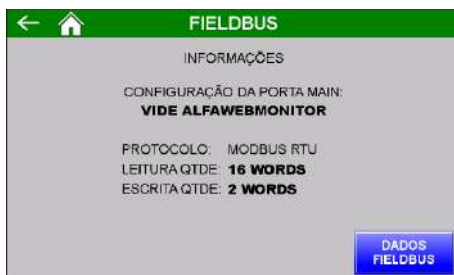 FIELDBUS
INFORMAÇÕES
CONFIGURAÇÃO DA PORTA MAIN:
VIDE ALFAWEBMONITOR
PROTOCOLO: MODBUS RTU
LEITURA QTDE: 16 WORDS
ESCRITA QTDE: 2 WORDS
DADOS
FIELDBUS